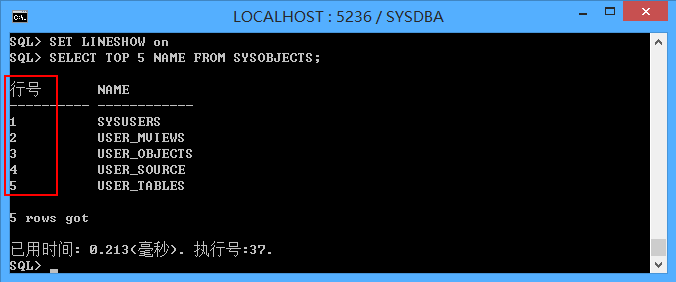 LOCALHOST : 5236 / SYSDBA
SQL> SET LINESHOW on
SQL> SELECT TOP 5 NAME FROM SYSOBJECTS;
行号 NAME
---------- ------------
1 SYSUSERS
2 USER_MVIEWS
3 USER_OBJECTS
4 USER_SOURCE
5 USER_TABLES
5 rows got
已用时间: 0.213(毫秒). 执行号:37.
SQL>